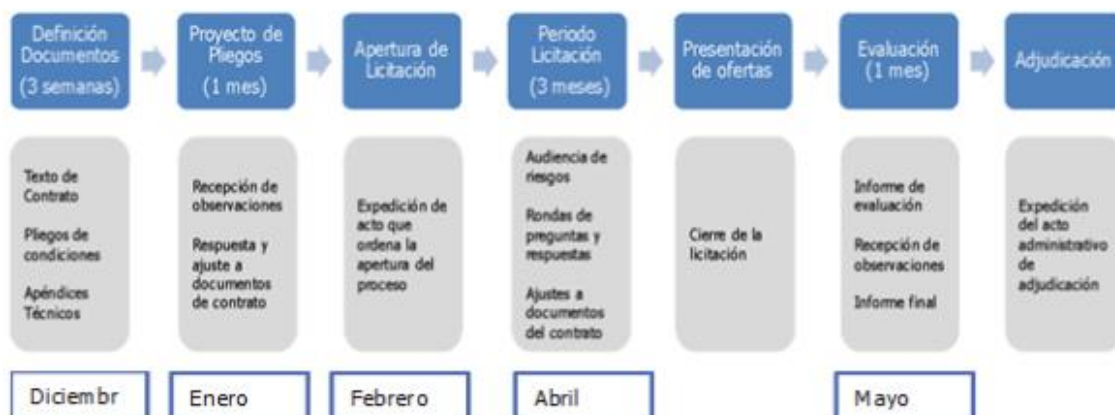 Definición
Documentos
(3 semanas)
Proyecto de
Pliegos
(1 mes)
Apertura de
Licitación
Periodo
Licitación
(3 meses)
Presentación
de ofertas
Evaluación
(1 mes)
Adjudicación
Texto de
Contrato
Pliegos de
condiciones
Apéndices
Técnicos
Recepción de
observaciones
Respuesta y
ajuste a
documentos
de contrato
Expedición de
acto que
ordena la
apertura del
proceso
Audiencia de
riesgos
Rondas de
preguntas y
respuestas
Ajustes a
documentos
del contrato
Cierre de la
licitación
Informe de
evaluación
Recepción de
observaciones
Informe final
Expedición
del acto
administrativo
de
adjudicación
Diciembr
Enero
Febrero
Abril
Mayo